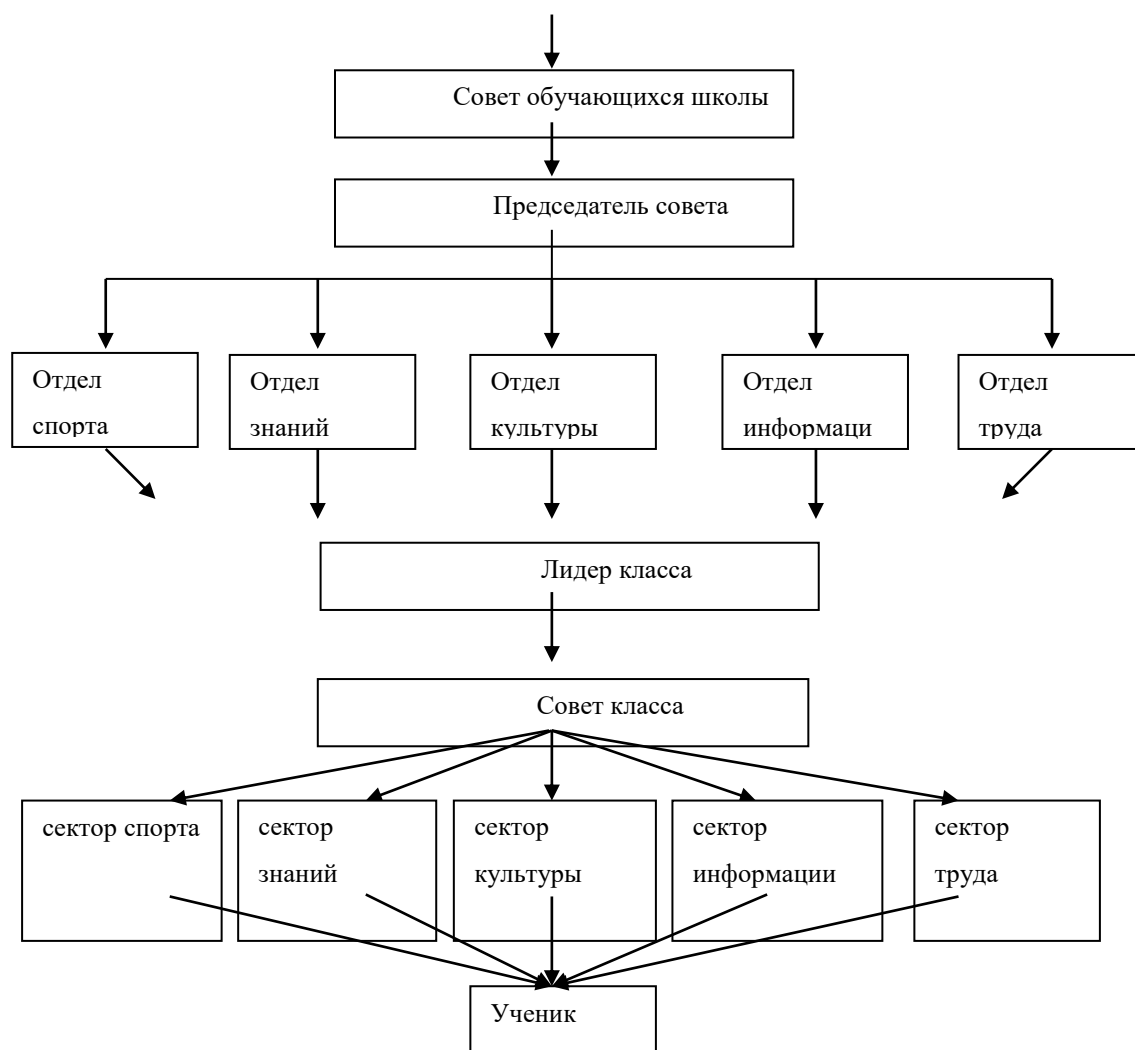 Совет обучающихся школы
Председатель совета
Отдел
спорта
Отдел
знаний
Отдел
культуры
Отдел
информаци
Отдел
труда
Лидер класса
Совет класса
сектор спорта
сектор
знаний
сектор
культуры
сектор
информации
сектор
труда
Ученик